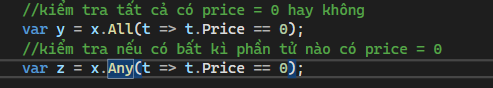 //kiểm tra tất cả có price = 0 hay không
var y = x.All(t => t.Price == 0);
//kiểm tra nếu có bất kì phần tử nào có price = 0
var z = x.Any(t => t.Price == 0);